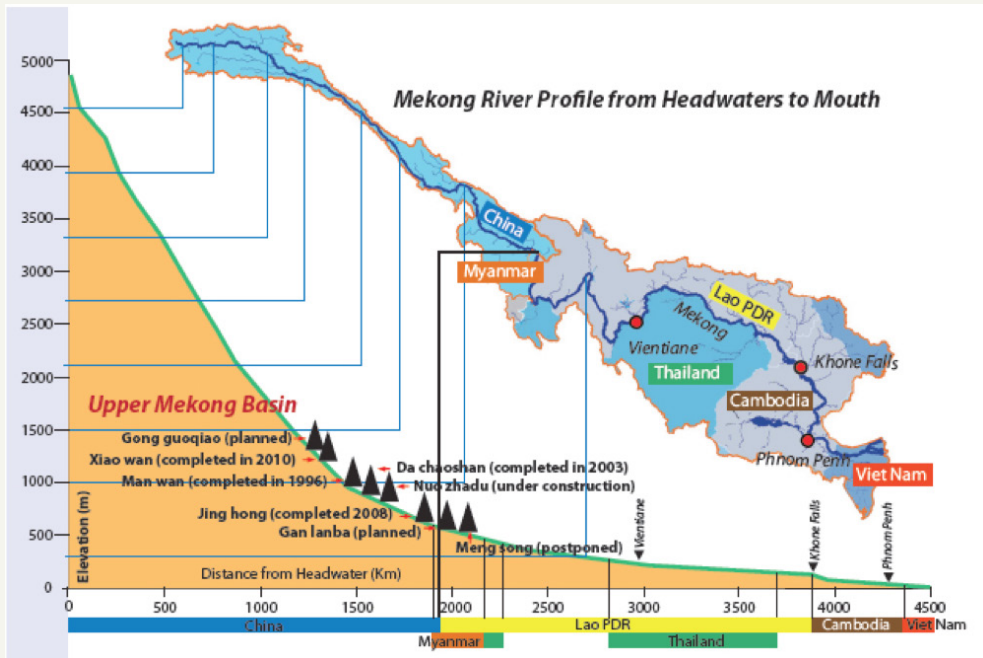 Mekong River Profile from Headwaters to Mouth
5000
4500
4000
3500
3000
2500
2000
1500
1000
500
0
Elevation (m)
China
Myanmar
Lao PDR
Mekong
Vientiane
Thailand
Khone Falls
Cambodia
Phnom Penh
Viet Nam
Upper Mekong Basin
Gong guoqiao (planned)
Xiao wan (completed in 2010)
Man wan (completed in 1996)
Da chaoshan (completed in 2003)
Nuo zhadu (under construction)
Jing hong (completed 2008)
Gan lanba (planned)
Meng song (postponed)
Vientiane
Khone Falls
Phnom Penh
Distance from Headwater (Km)
0 500 1000 1500 2000 2500 3000 3500 4000 4500
China Lao PDR Cambodia Viet Nam
Myanmar Thailand